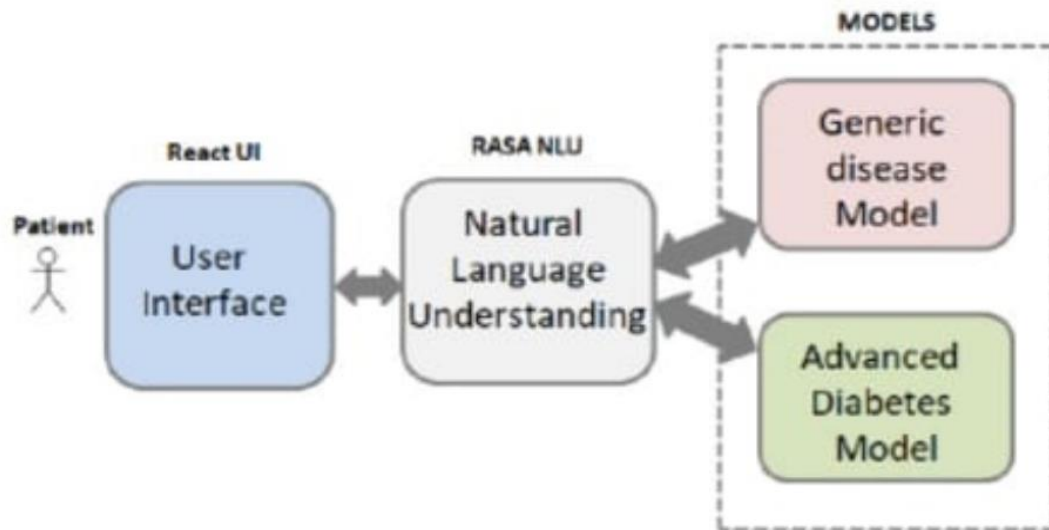 MODELS
Generic
disease
Model
React UI
RASA NLU
Patient
User
Interface
Natural
Language
Understanding
Advanced
Diabetes
Model